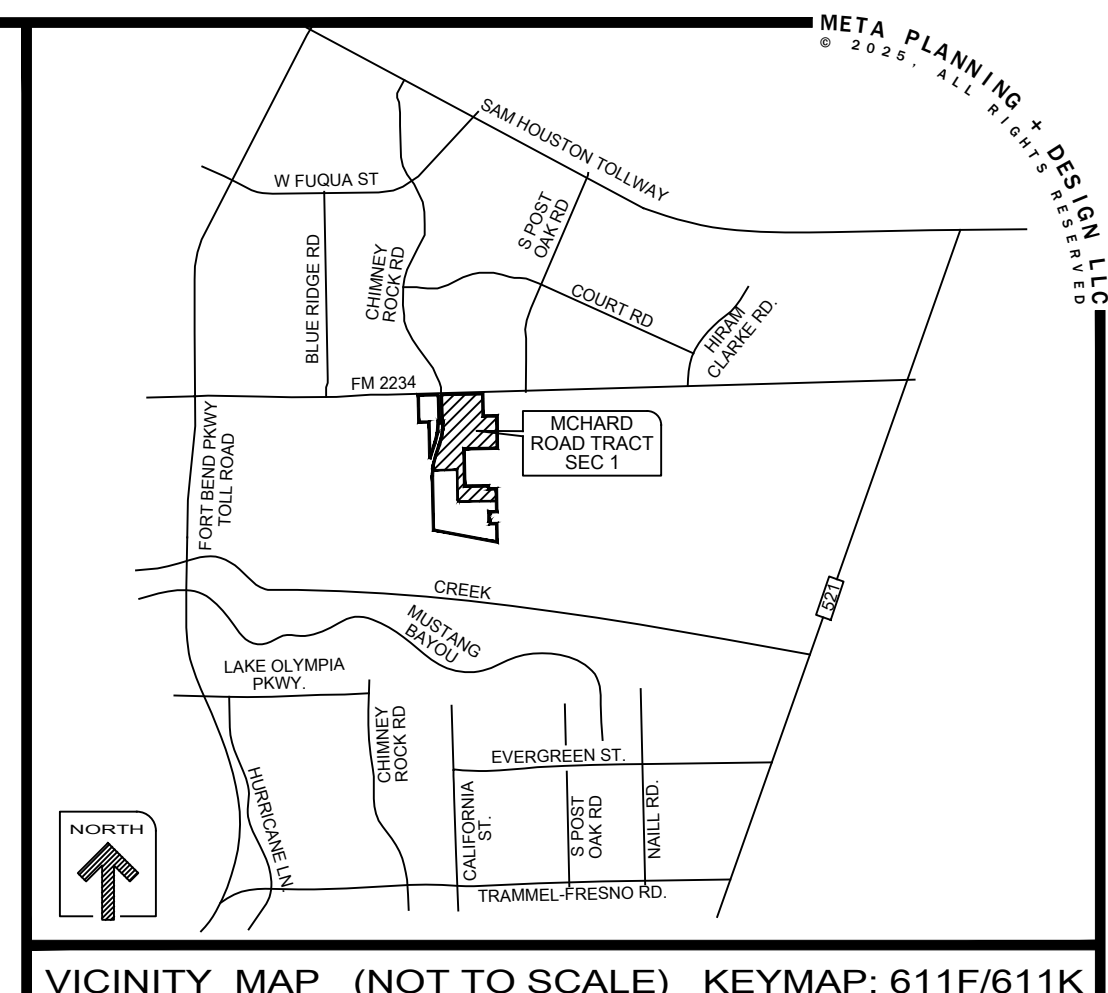 META PLANNING + DESIGN LLC
© 2025, ALL RIGHTS RESERVED
SAM HOUSTON TOLLWAY
W FUQUA ST
S POST
OAK RD
BLUE RIDGE RD
CHIMNEY
ROCK RD
COURT RD
HIRAM
CLARKE RD.
FM 2234
MCHARD
ROAD TRACT
SEC 1
FORT BEND PKWY
TOLL ROAD
CREEK
521
MUSTANG
BAYOU
LAKE OLYMPIA
PKWY.
CHIMNEY
ROCK RD
EVERGREEN ST.
HURRICANE LN.
CALIFORNIA
ST.
S POST
OAK RD
NAILL RD.
NORTH
TRAMMEL-FRESNO RD.
VICINITY MAP (NOT TO SCALE) KEYMAP: 611F/611K